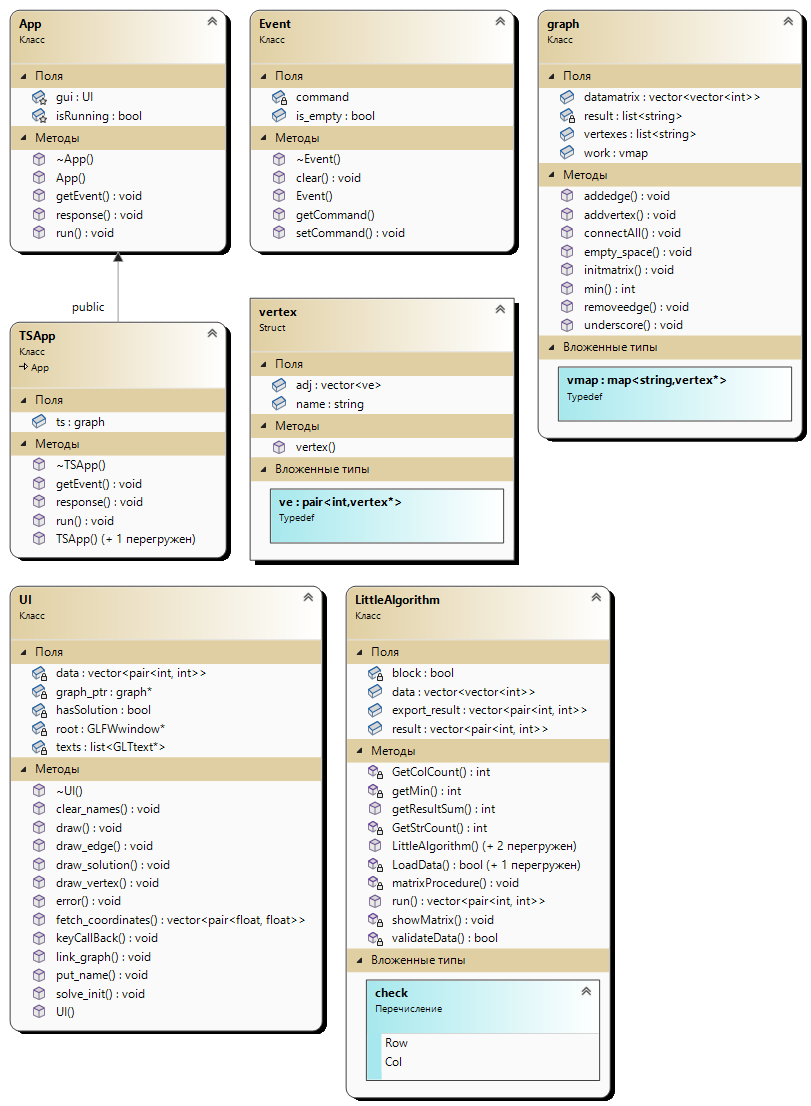 App
Класс
Поля
gui : UI
isRunning : bool
Методы
~App()
App()
getEvent() : void
response() : void
run() : void
Event
Класс
Поля
command
is_empty : bool
Методы
~Event()
clear() : void
Event()
getCommand()
setCommand() : void
graph
Класс
Поля
datamatrix : vector<vector<int>>
result : list<string>
vertexes : list<string>
work : vmap
Методы
addedge() : void
addvertex() : void
connectAll() : void
empty_space() : void
initmatrix() : void
min() : int
removeedge() : void
underscore() : void
Вложенные типы
vmap : map<string,vertex*>
Typedef
public
TSApp
Класс
App
Поля
ts : graph
Методы
~TSApp()
getEvent() : void
response() : void
run() : void
TSApp() (+ 1 перегружен)
vertex
Struct
Поля
adj : vector<ve>
name : string
Методы
vertex()
Вложенные типы
ve : pair<int,vertex*>
Typedef
UI
Класс
Поля
data : vector<pair<int, int>>
graph_ptr : graph*
hasSolution : bool
root : GLFWwindow*
texts : list<GLTtext*>
Методы
~UI()
clear_names() : void
draw() : void
draw_edge() : void
draw_solution() : void
draw_vertex() : void
error() : void
fetch_coordinates() : vector<pair<float, float>>
keyCallBack() : void
link_graph() : void
put_name() : void
solve_init() : void
UI()
LittleAlgorithm
Класс
Поля
block : bool
data : vector<vector<int>>
export_result : vector<pair<int, int>>
result : vector<pair<int, int>>
Методы
GetColCount() : int
getMin() : int
getResultSum() : int
GetStrCount() : int
LittleAlgorithm() (+ 2 перегружен)
LoadData() : bool (+ 1 перегружен)
matrixProcedure() : void
run() : vector<pair<int, int>>
showMatrix() : void
validateData() : bool
Вложенные типы
check
Перечисление
Row
Col